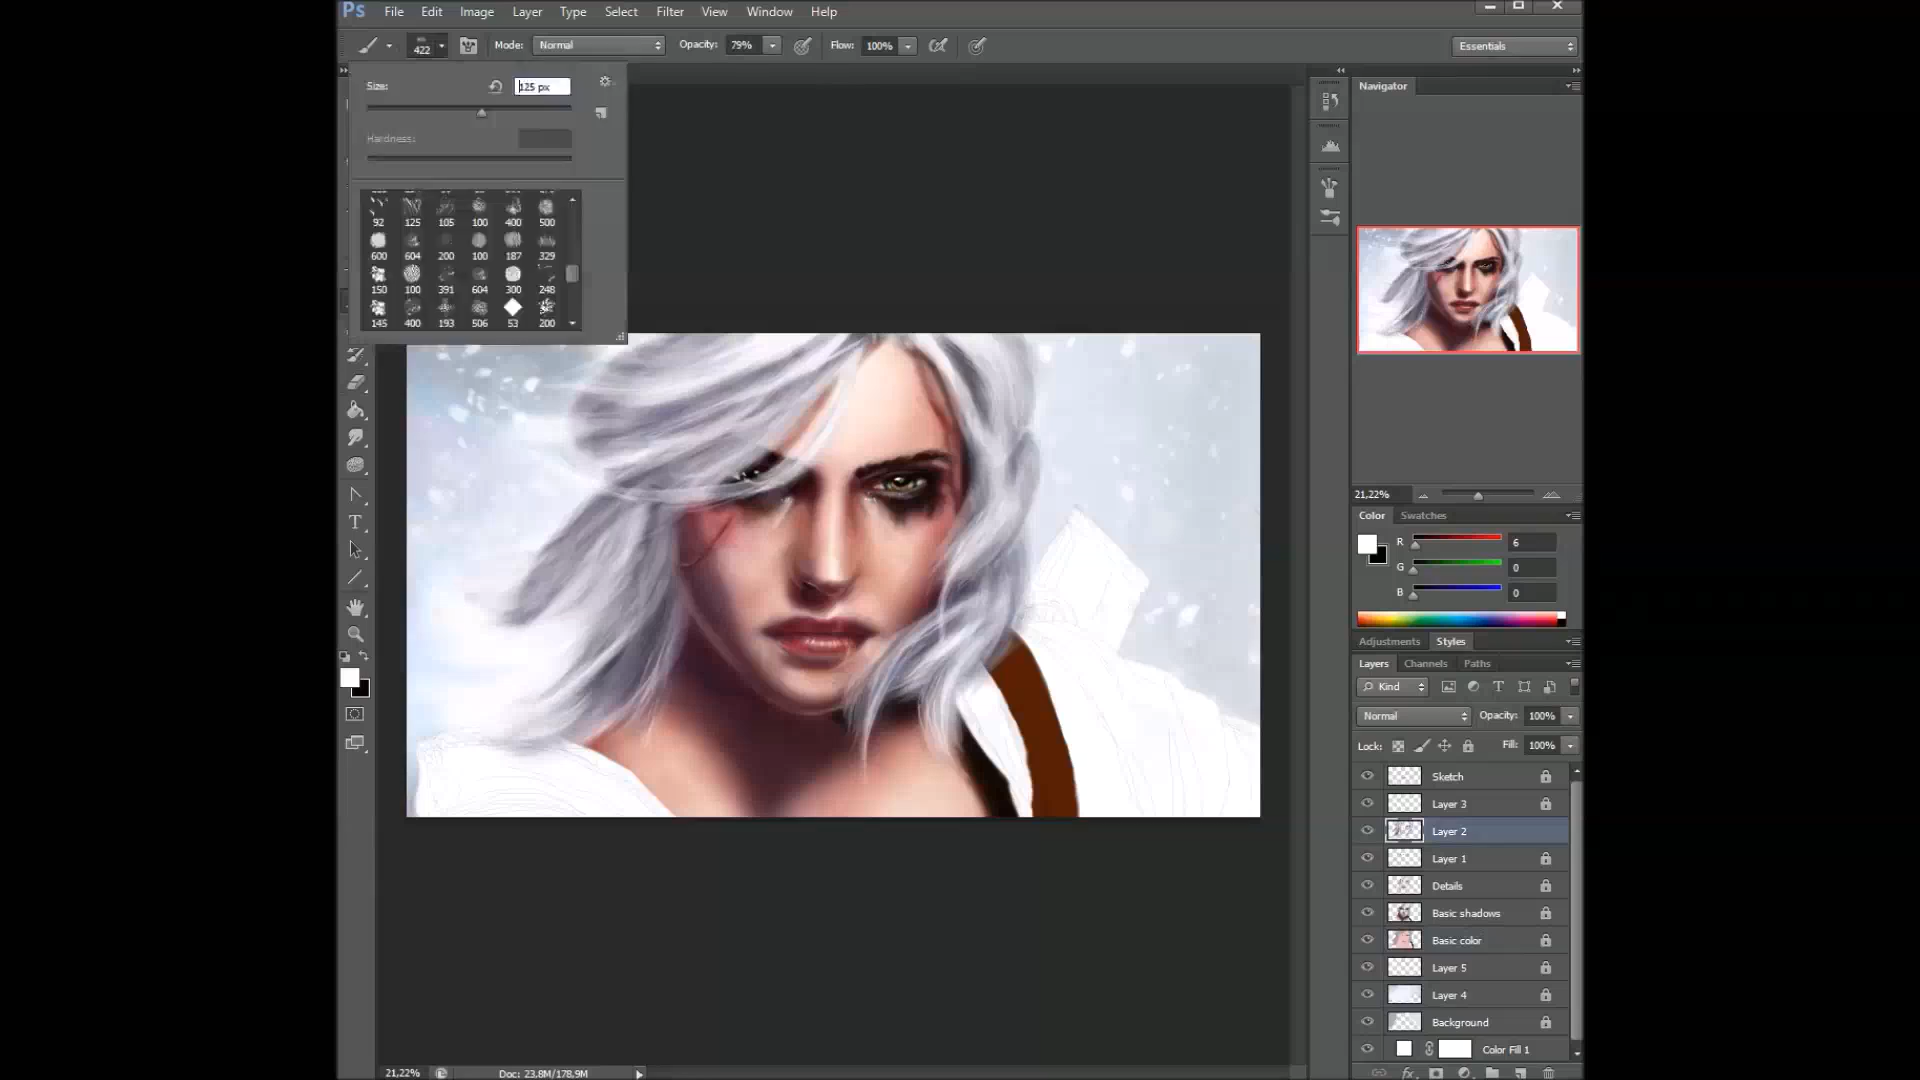 Ps File Edit Image Layer Type Select Filter View Window Help
422 Mode: Normal Opacity: 79% Flow: 100% Essentials
Size: 125 px
Hardness:
92 125 105 100 400 500
600 604 200 100 187 329
150 100 391 604 300 248
145 400 193 506 53 200
Navigator
21,22%
Color Swatches
R 6
G 0
B 0
Adjustments Styles
Layers Channels Paths
Kind
Normal Opacity: 100%
Lock: Fill: 100%
Sketch
Layer 3
Layer 2
Layer 1
Details
Basic shadows
Basic color
Layer 5
Layer 4
Background
Color Fill 1
21,22% Doc: 23,8M/178,9M